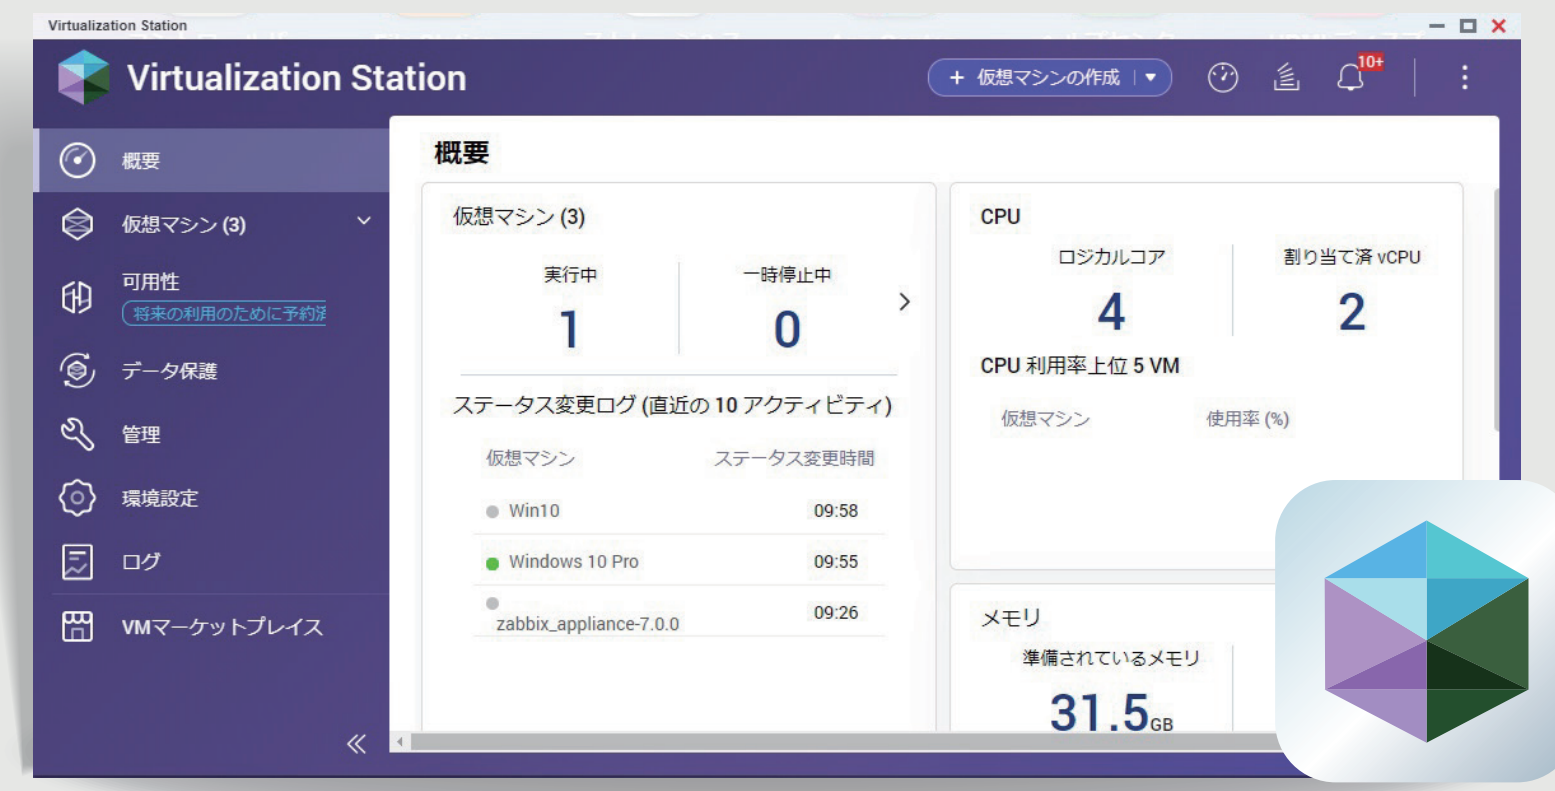 Virtualization Station
Virtualization Station
+ 仮想マシンの作成
10+
概要
仮想マシン (3)
可用性
将来の利用のために予約済
データ保護
管理
環境設定
ログ
VMマーケットプレイス
概要
仮想マシン (3)
実行中
一時停止中
1
0
ステータス変更ログ (直近の 10 アクティビティ)
仮想マシン
ステータス変更時間
Win10
09:58
Windows 10 Pro
09:55
zabbix_appliance-7.0.0
09:26
CPU
ロジカルコア
割り当て済 vCPU
4
2
CPU 利用率上位 5 VM
仮想マシン
使用率 (%)
メモリ
準備されているメモリ
31.5GB